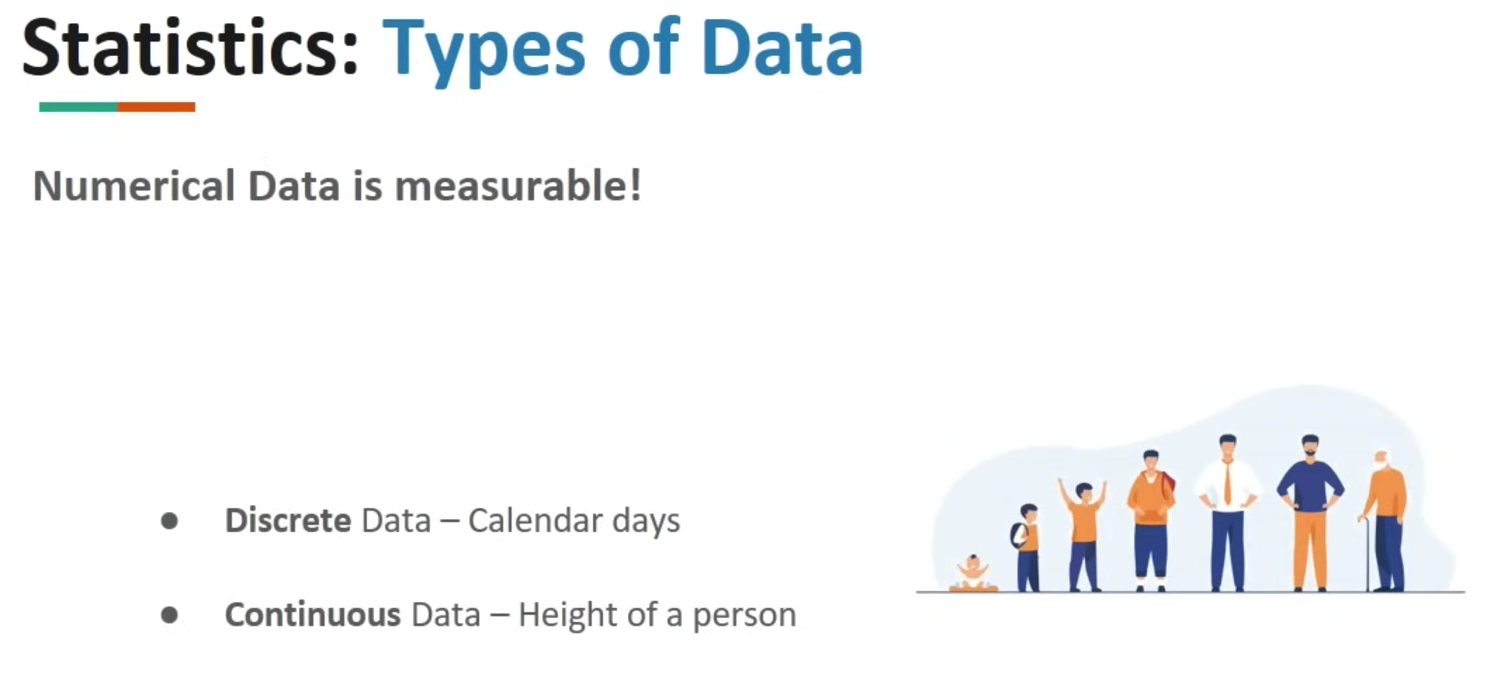 Statistics: Types of Data
Numerical Data is measurable!
● Discrete Data – Calendar days
● Continuous Data – Height of a person